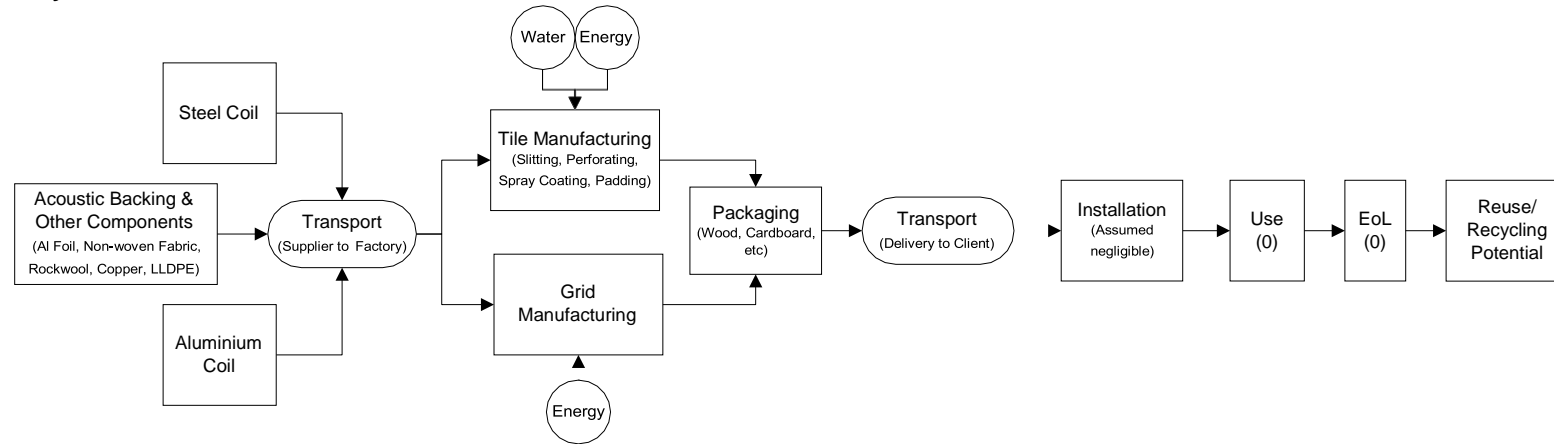 Water
Energy
Steel Coil
Acoustic Backing &
Other Components
(Al Foil, Non-woven Fabric,
Rockwool, Copper, LLDPE)
Aluminium
Coil
Transport
(Supplier to Factory)
Tile Manufacturing
(Slitting, Perforating,
Spray Coating, Padding)
Grid
Manufacturing
Energy
Packaging
(Wood, Cardboard,
etc)
Transport
(Delivery to Client)
Installation
(Assumed
negligible)
Use
(0)
EoL
(0)
Reuse/
Recycling
Potential